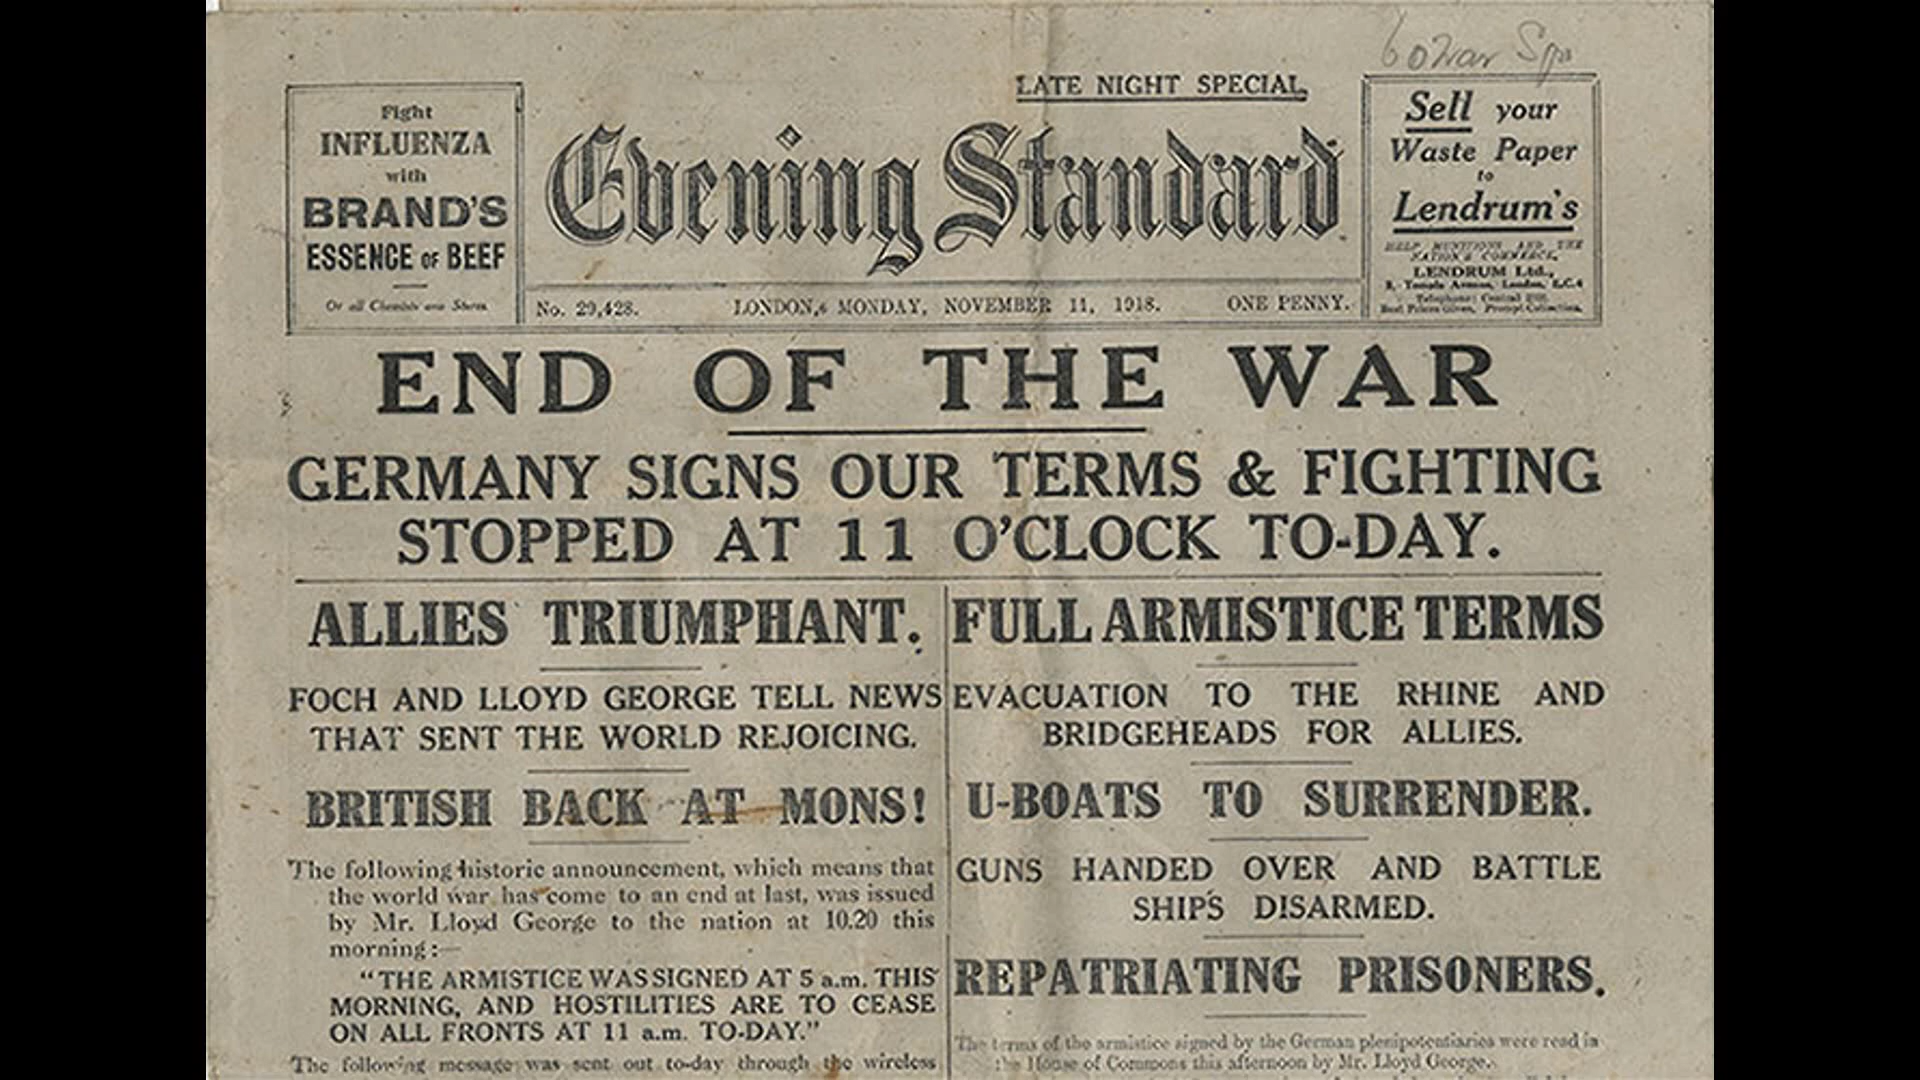 LATE NIGHT SPECIAL.
Fight
INFLUENZA
with
BRAND'S
ESSENCE OF BEEF
Or all Chemists and Stores.
Evening Standard.
Sell your
Waste Paper
to
Lendrum's
HELP MUNITIONS AND THE
NATION'S COMMERCE.
LENDRUM Ltd.,
Temple Avenue, London, E.C.4
Telephone: Central
Best Prices Given, Prompt Collection.
No. 29,428.
LONDON, MONDAY, NOVEMBER 11, 1918.
ONE PENNY.
END OF THE WAR
GERMANY SIGNS OUR TERMS & FIGHTING
STOPPED AT 11 O'CLOCK TO-DAY.
ALLIES TRIUMPHANT.
FOCH AND LLOYD GEORGE TELL NEWS
THAT SENT THE WORLD REJOICING.
BRITISH BACK AT MONS!
The following historic announcement, which means that
the world war has come to an end at last, was issued
by Mr. Lloyd George to the nation at 10.20 this
morning:—
"THE ARMISTICE WAS SIGNED AT 5 a.m. THIS
MORNING, AND HOSTILITIES ARE TO CEASE
ON ALL FRONTS AT 11 a.m. TO-DAY."
The following message was sent out to-day through the wireless
FULL ARMISTICE TERMS
EVACUATION TO THE RHINE AND
BRIDGEHEADS FOR ALLIES.
U-BOATS TO SURRENDER.
GUNS HANDED OVER AND BATTLE
SHIPS DISARMED.
REPATRIATING PRISONERS.
The terms of the armistice signed by the German plenipotentiaries were read in
the House of Commons this afternoon by Mr. Lloyd George.